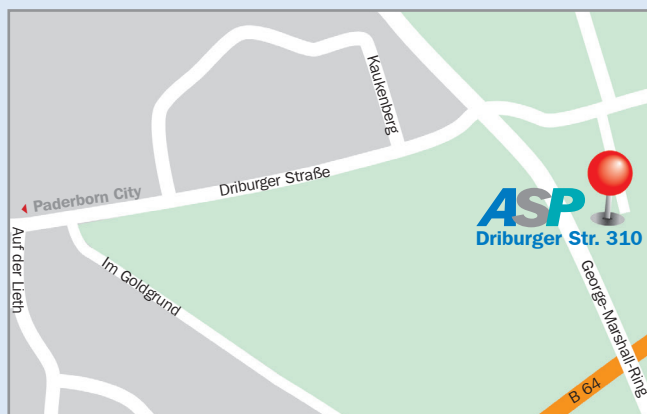 Kaukenberg
Driburger Straße
Paderborn City
ASP
Driburger Str. 310
Auf der Lieth
Im Goldgrund
George-Marshall-Ring
B 64